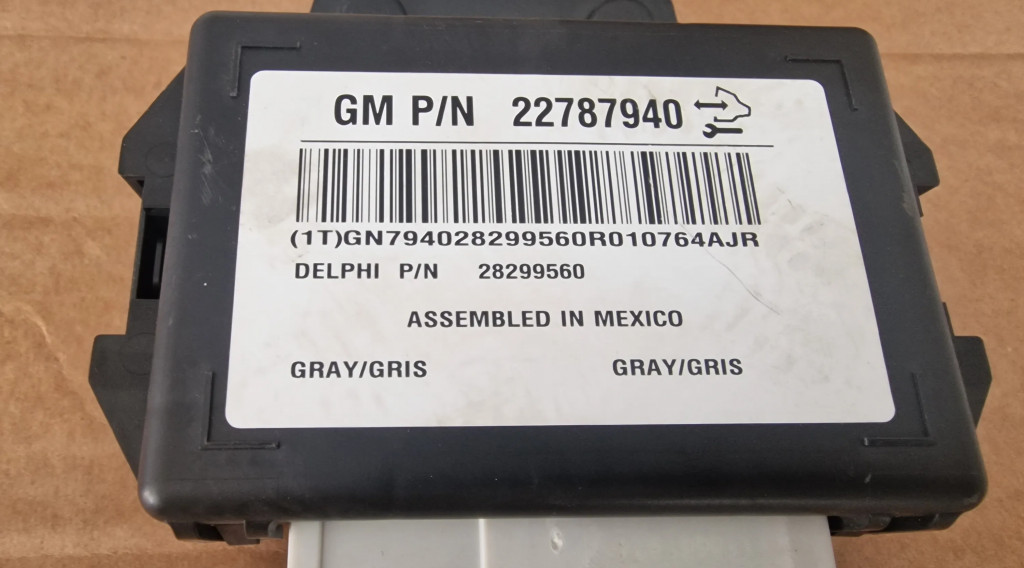 GM P/N 22787940
(1T)GN794028299560R010764AJR
DELPHI P/N 28299560
ASSEMBLED IN MEXICO
GRAY/GRIS GRAY/GRIS